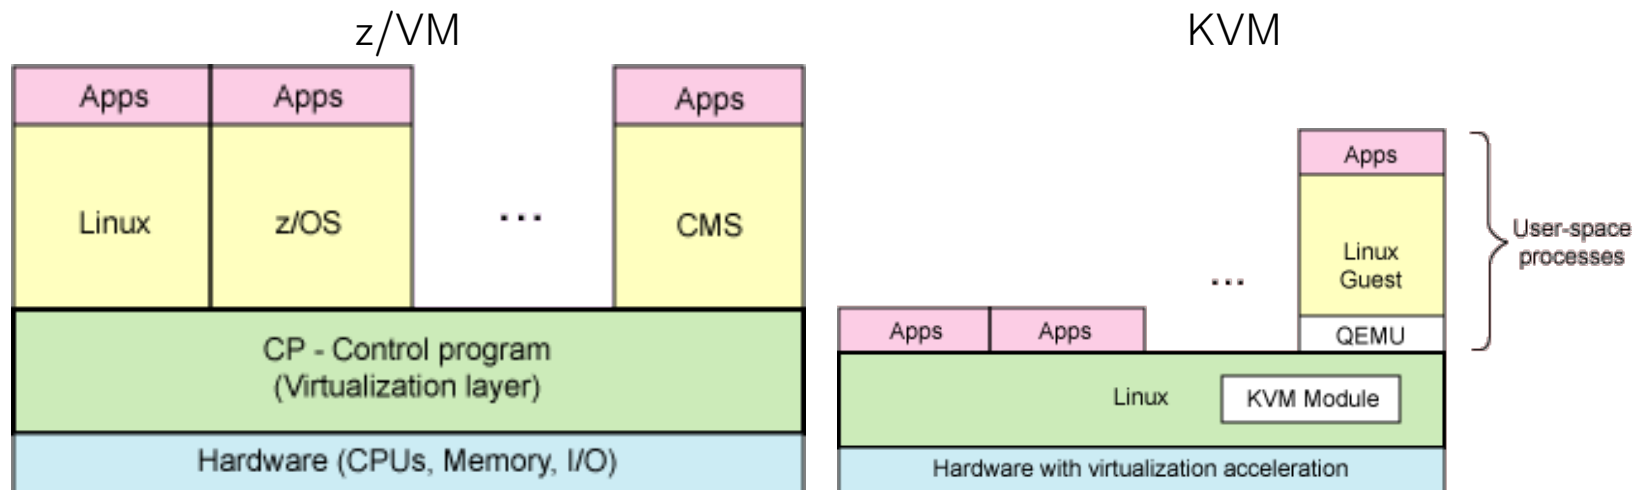 z/VM
Apps
Apps
Apps
Linux
z/OS
...
CMS
CP - Control program
(Virtualization layer)
Hardware (CPUs, Memory, I/O)
KVM
Apps
Linux
Guest
...
QEMU
User-space
processes
Apps
Apps
Linux
KVM Module
Hardware with virtualization acceleration